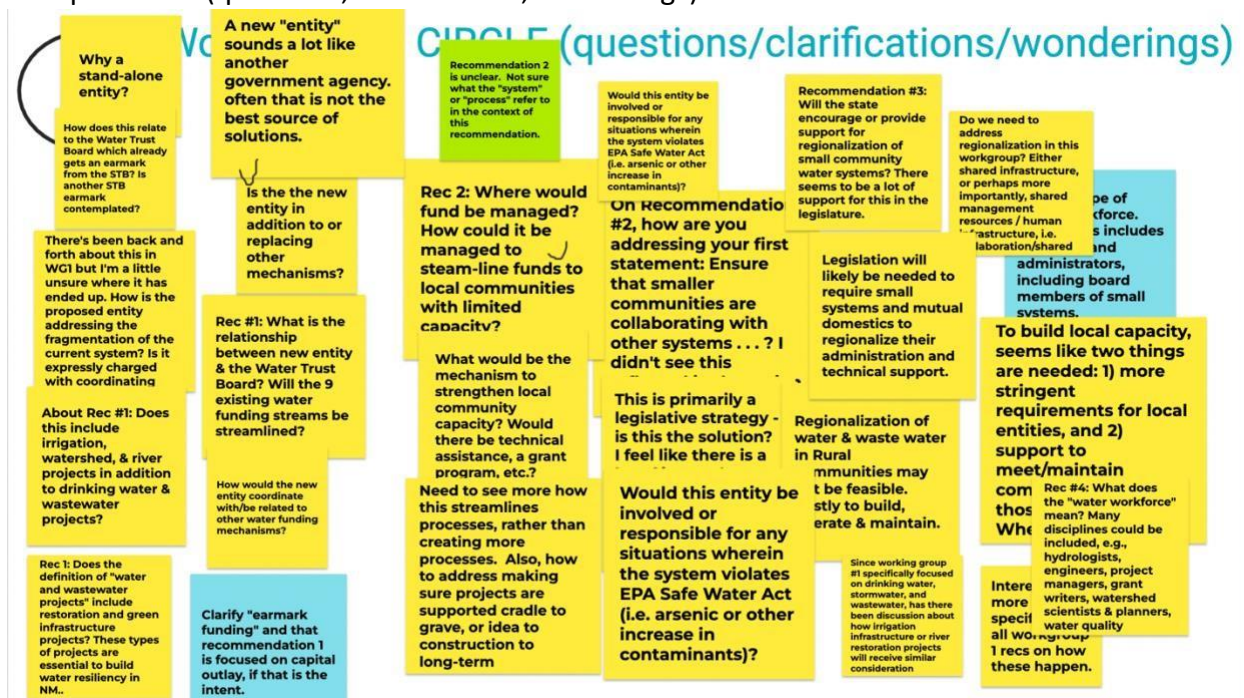 CIRCLE (questions/clarifications/wonderings)
Why a
stand-alone
entity?
How does this relate
to the Water Trust
Board which already
gets an earmark
from the STB? Is
another STB
earmark
contemplated?
There's been back and
forth about this in
WG1 but I'm a little
unsure where it has
ended up. How is the
proposed entity
addressing the
fragmentation of the
current system? Is it
expressly charged
with coordinating
About Rec #1: Does
this include
irrigation,
watershed, & river
projects in addition
to drinking water &
wastewater
projects?
Rec 1: Does the
definition of "water
and wastewater
projects" include
restoration and green
infrastructure
projects? These types
of projects are
essential to build
water resiliency in
NM..
A new "entity"
sounds a lot like
another
government agency.
often that is not the
best source of
solutions.
Is the the new
entity in
addition to or
replacing
other
mechanisms?
Rec #1: What is the
relationship
between new entity
& the Water Trust
Board? Will the 9
existing water
funding streams be
streamlined?
How would the new
entity coordinate
with/be related to
other water funding
mechanisms?
Clarify "earmark
funding" and that
recommendation 1
is focused on capital
outlay, if that is the
intent.
Recommendation 2
is unclear. Not sure
what the "system"
or "process" refer to
in the context of
this
recommendation.
Rec 2: Where would
fund be managed?
How could it be
managed to
steam-line funds to
local communities
with limited
capacity?
What would be the
mechanism to
strengthen local
community
capacity? Would
there be technical
assistance, a grant
program, etc.?
Need to see more how
this streamlines
processes, rather than
creating more
processes. Also, how
to address making
sure projects are
supported cradle to
grave, or idea to
construction to
long-term
Would this entity be
involved or
responsible for any
situations wherein
the system violates
EPA Safe Water Act
(i.e. arsenic or other
increase in
contaminants)?
On Recommendation
#2, how are you
addressing your first
statement: Ensure
that smaller
communities are
collaborating with
other systems . . . ? I
didn't see this
This is primarily a
legislative strategy -
is this the solution?
I feel like there is a
Would this entity be
involved or
responsible for any
situations wherein
the system violates
EPA Safe Water Act
(i.e. arsenic or other
increase in
contaminants)?
Recommendation #3:
Will the state
encourage or provide
support for
regionalization of
small community
water systems? There
seems to be a lot of
support for this in the
legislature.
Legislation will
likely be needed to
require small
systems and mutual
domestics to
regionalize their
administration and
technical support.
Regionalization of
water & waste water
in Rural
may
be feasible.
to build,
& maintain.
Since working group
#1 specifically focused
on drinking water,
stormwater, and
wastewater, has there
been discussion about
how irrigation
infrastructure or river
restoration projects
will receive similar
consideration
Do we need to
address
regionalization in this
workgroup? Either
shared infrastructure,
or perhaps more
importantly, shared
management
resources / human
infrastructure, i.e.
collaboration/shared
of
includes
and
administrators,
including board
members of small
systems.
To build local capacity,
seems like two things
are needed: 1) more
stringent
requirements for local
entities, and 2)
support to
meet/maintain
Rec #4: What does
the "water workforce"
mean? Many
disciplines could be
included, e.g.,
hydrologists,
engineers, project
managers, grant
writers, watershed
scientists & planners,
water quality
more
all workgroup
1 recs on how
these happen.